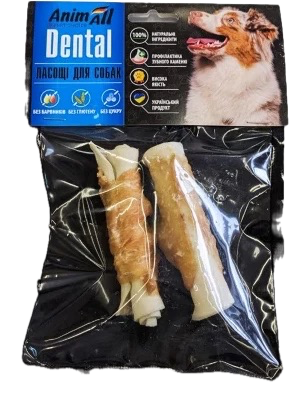 AnimAll
Dental
ЛАСОЩІ ДЛЯ СОБАК
БЕЗ БАРВНИКІВ
БЕЗ ГЛЮТЕНУ
БЕЗ ЦУКРУ
100%
НАТУРАЛЬНІ
ІНГРЕДІЄНТИ
ПРОФІЛАКТИКА
ЗУБНОГО КАМЕНЮ
ВИСОКА
ЯКІСТЬ
УКРАЇНСЬКИЙ
ПРОДУКТ